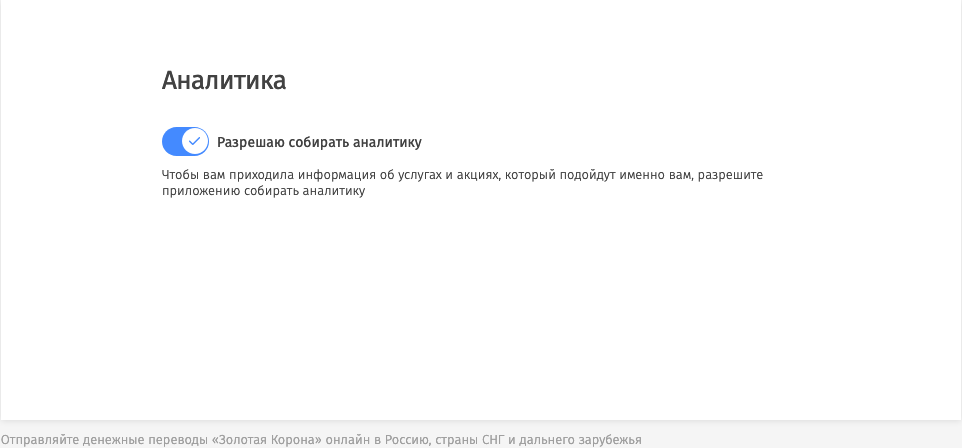 Аналитика
Разрешаю собирать аналитику
Чтобы вам приходила информация об услугах и акциях, который подойдут именно вам, разрешите
приложению собирать аналитику
Отправляйте денежные переводы «Золотая Корона» онлайн в Россию, страны СНГ и дальнего зарубежья